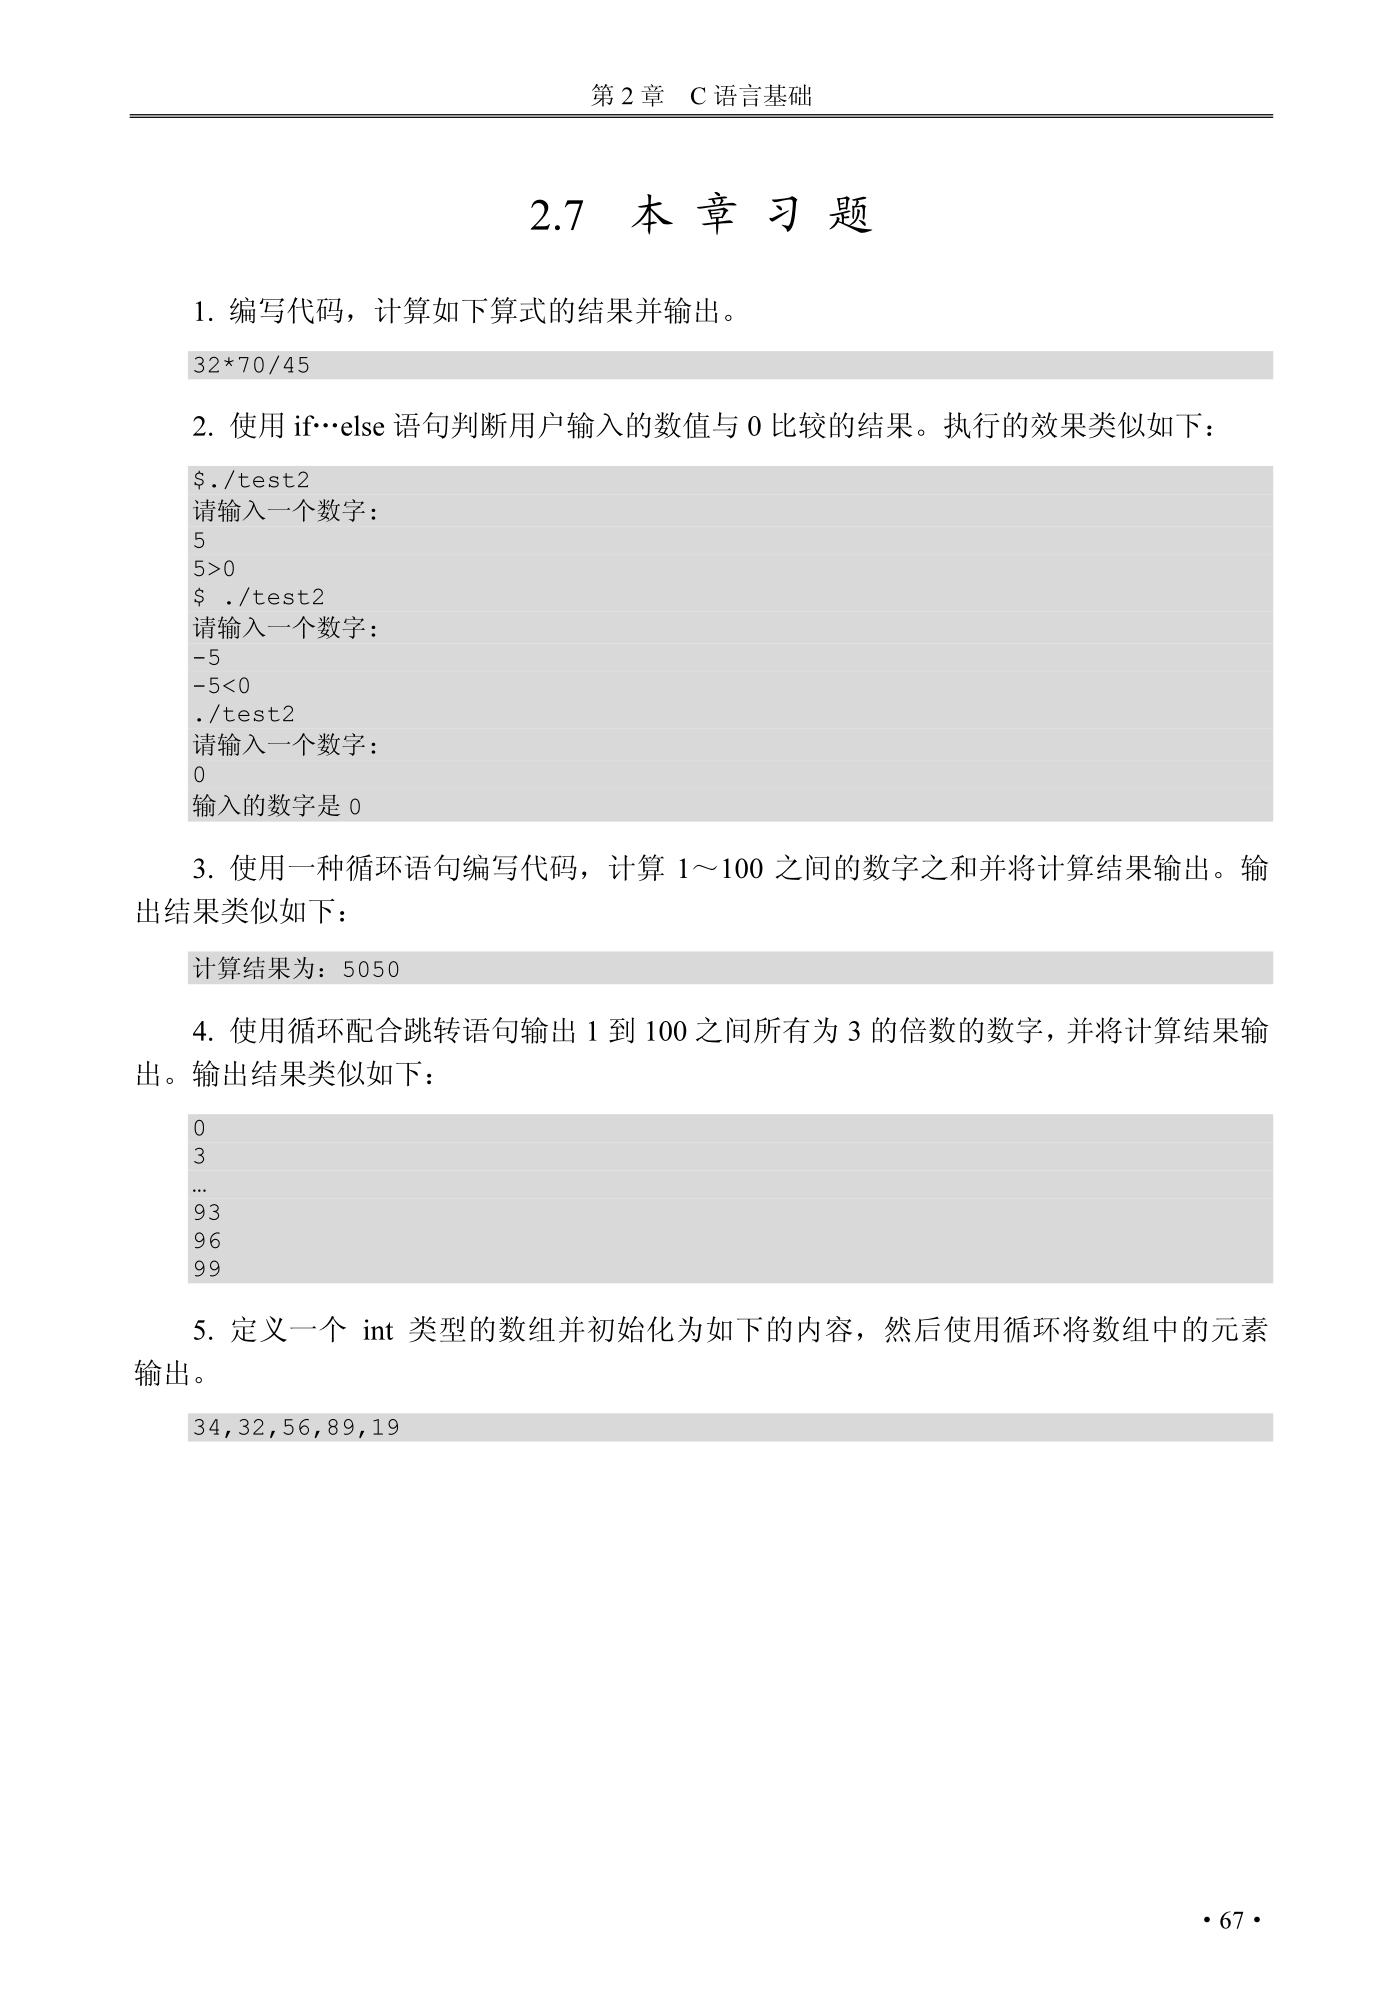 第 2 章 C 语言基础
2.7 本 章 习 题
1. 编写代码，计算如下算式的结果并输出。
32*70/45
2. 使用 if…else 语句判断用户输入的数值与 0 比较的结果。执行的效果类似如下：
$./test2
请输入一个数字：
5
5>0
$ ./test2
请输入一个数字：
-5
-5<0
./test2
请输入一个数字：
0
输入的数字是 0
3. 使用一种循环语句编写代码，计算 1～100 之间的数字之和并将计算结果输出。输
出结果类似如下：
计算结果为：5050
4. 使用循环配合跳转语句输出 1 到 100 之间所有为 3 的倍数的数字，并将计算结果输
出。输出结果类似如下：
0
3
…
93
96
99
5. 定义一个 int 类型的数组并初始化为如下的内容，然后使用循环将数组中的元素
输出。
34,32,56,89,19
• 67 •